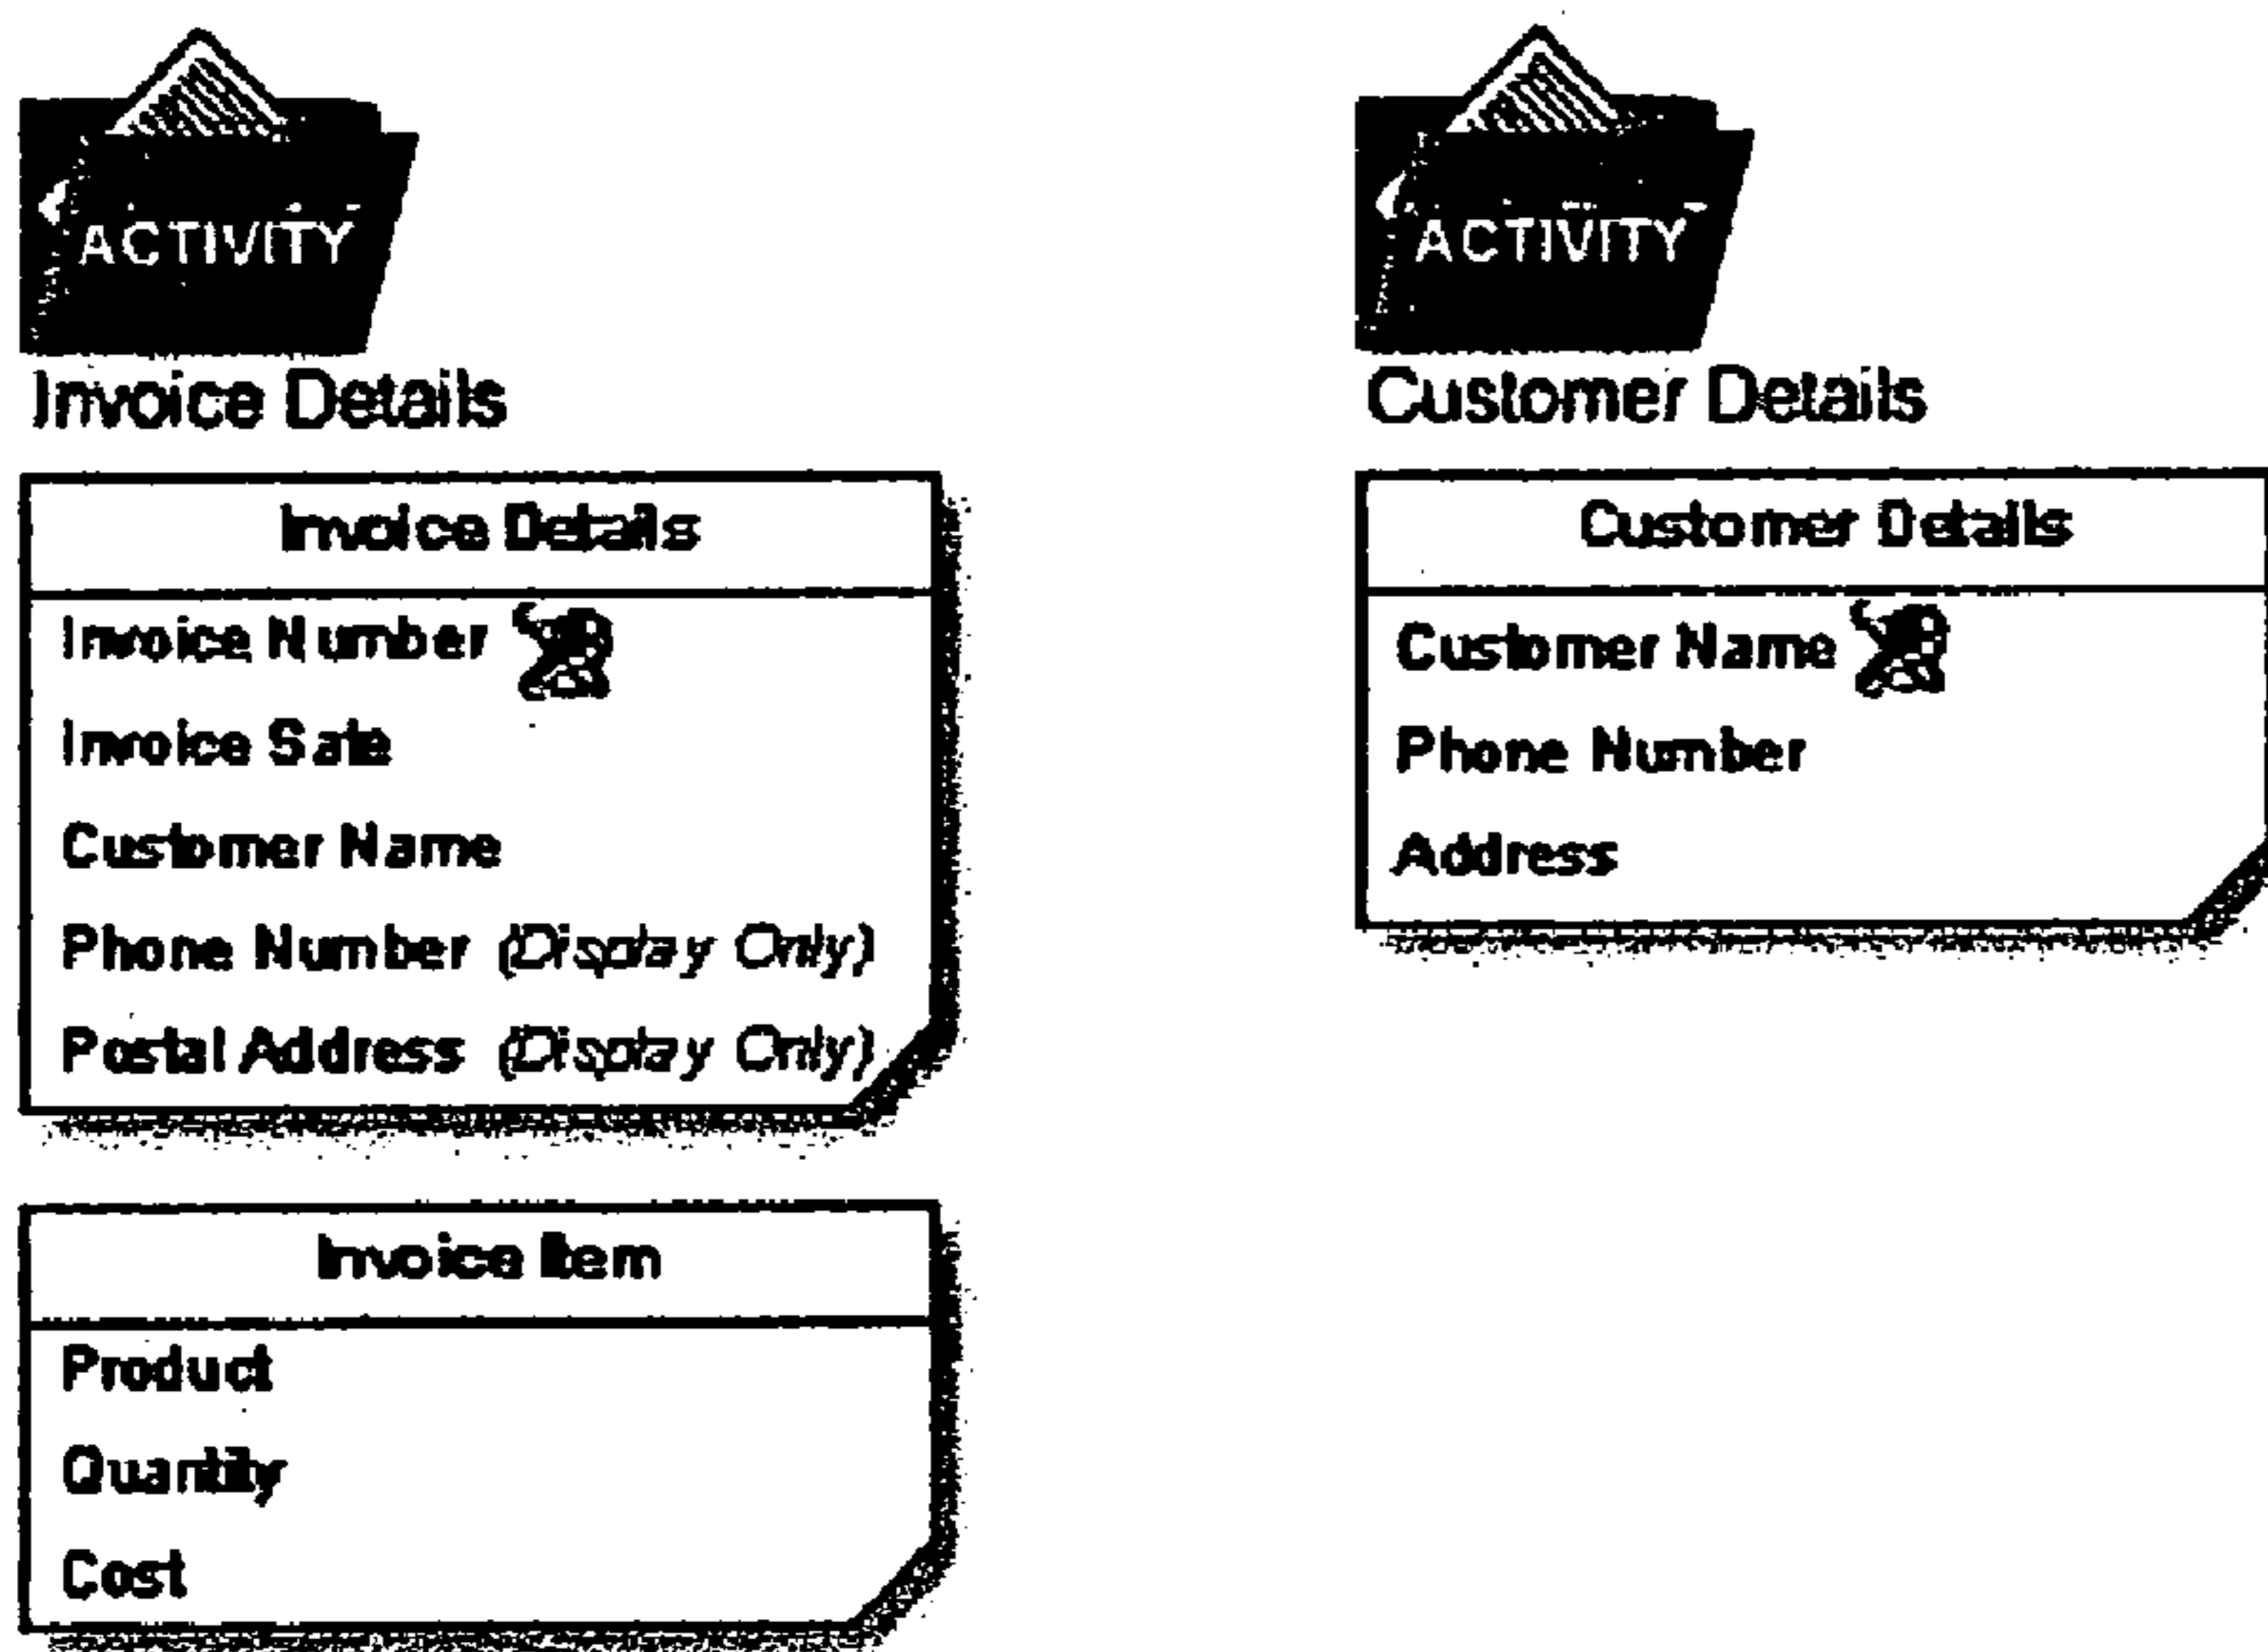 ACTIVITY
Invoice Details
Invoice Details
Invoice Number
Invoice Sate
Customer Name
Phone Number (Display Only)
Postal Address (Display Only)
Invoice Item
Product
Quantity
Cost
ACTIVITY
Customer Details
Customer Details
Customer Name
Phone Number
Address